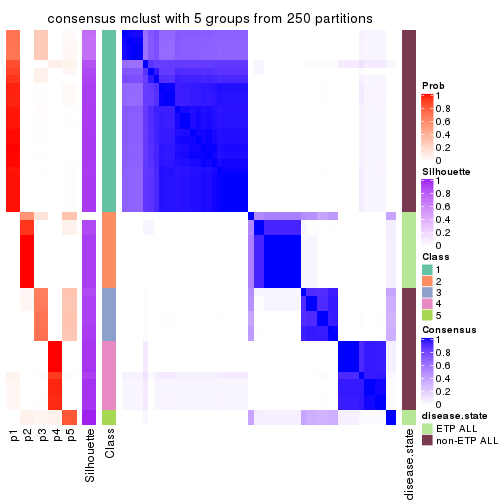 consensus mclust with 5 groups from 250 partitions
Prob
1
0.8
0.6
0.4
0.2
0
Silhouette
1
0.8
0.6
0.4
0.2
0
Class
1
2
3
4
5
Consensus
1
0.8
0.6
0.4
0.2
0
disease.state
ETP ALL
non-ETP ALL
p1
p2
p3
p4
p5
Silhouette
Class
disease.state